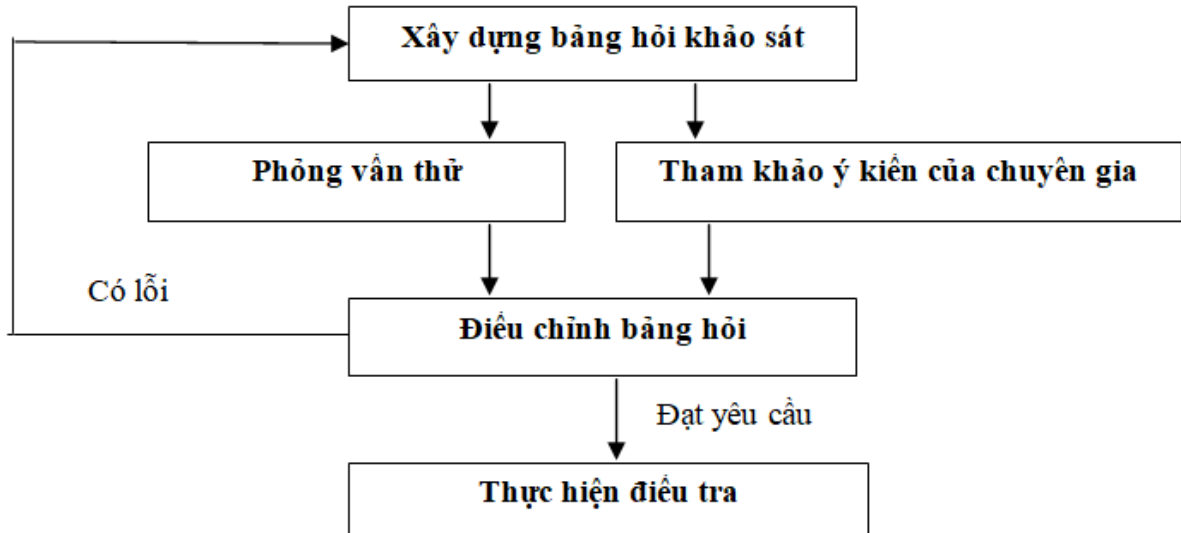 Xây dựng bảng hỏi khảo sát
Phỏng vấn thử
Tham khảo ý kiến của chuyên gia
Có lỗi
Điều chỉnh bảng hỏi
Đạt yêu cầu
Thực hiện điều tra